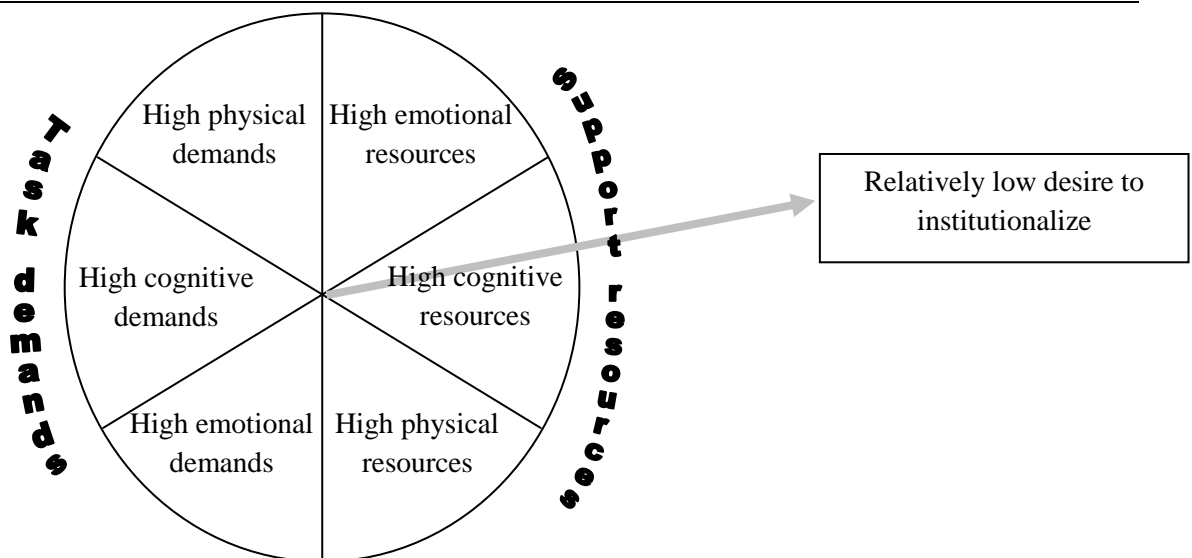 Task demands
High physical
demands
High emotional
resources
High cognitive
demands
High cognitive
resources
High emotional
demands
High physical
resources
Support resources
Relatively low desire to
institutionalize